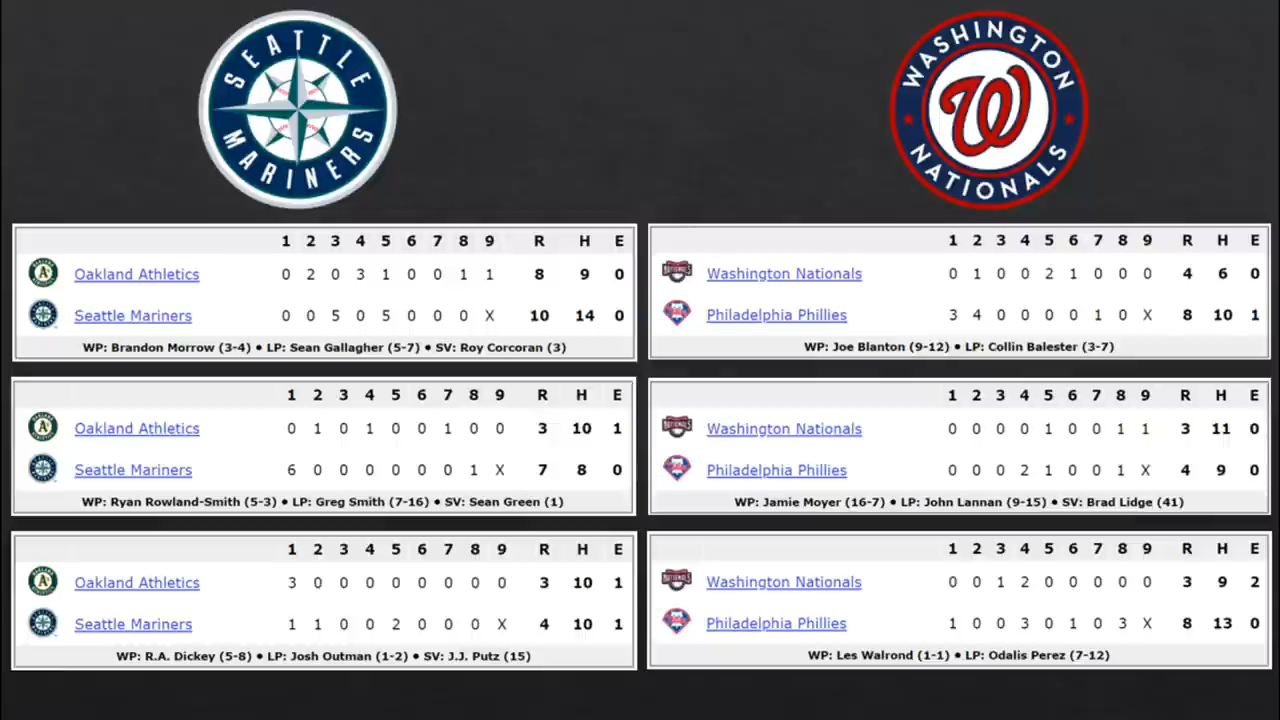 SEATTLE MARINERS
WASHINGTON NATIONALS
1 2 3 4 5 6 7 8 9 R H E
Oakland Athletics 0 2 0 3 1 0 0 1 1 8 9 0
Seattle Mariners 0 0 5 0 5 0 0 0 X 10 14 0
WP: Brandon Morrow (3-4) • LP: Sean Gallagher (5-7) • SV: Roy Corcoran (3)
1 2 3 4 5 6 7 8 9 R H E
Oakland Athletics 0 1 0 1 0 0 1 0 0 3 10 1
Seattle Mariners 6 0 0 0 0 0 0 1 X 7 8 0
WP: Ryan Rowland-Smith (5-3) • LP: Greg Smith (7-16) • SV: Sean Green (1)
1 2 3 4 5 6 7 8 9 R H E
Oakland Athletics 3 0 0 0 0 0 0 0 0 3 10 1
Seattle Mariners 1 1 0 0 2 0 0 0 X 4 10 1
WP: R.A. Dickey (5-8) • LP: Josh Outman (1-2) • SV: J.J. Putz (15)
1 2 3 4 5 6 7 8 9 R H E
Washington Nationals 0 1 0 0 2 1 0 0 0 4 6 0
Philadelphia Phillies 3 4 0 0 0 0 1 0 X 8 10 1
WP: Joe Blanton (9-12) • LP: Collin Balester (3-7)
1 2 3 4 5 6 7 8 9 R H E
Washington Nationals 0 0 0 0 1 0 0 1 1 3 11 0
Philadelphia Phillies 0 0 0 2 1 0 0 1 X 4 9 0
WP: Jamie Moyer (16-7) • LP: John Lannan (9-15) • SV: Brad Lidge (41)
1 2 3 4 5 6 7 8 9 R H E
Washington Nationals 0 0 1 2 0 0 0 0 0 3 9 2
Philadelphia Phillies 1 0 0 3 0 1 0 3 X 8 13 0
WP: Les Walrond (1-1) • LP: Odalis Perez (7-12)